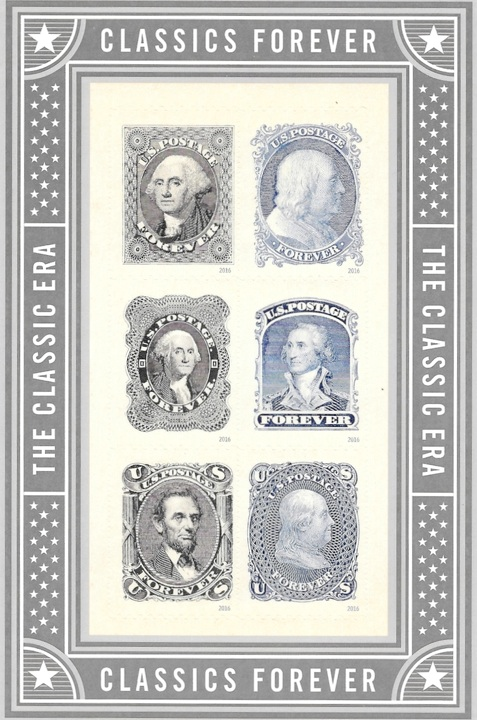 CLASSICS FOREVER
THE CLASSIC ERA
THE CLASSIC ERA
U.S. POSTAGE
FOREVER
2016
U.S. POSTAGE
FOREVER
2016
U.S. POSTAGE
FOREVER
2016
U.S. POSTAGE
FOREVER
2016
U S
U.S. POSTAGE
FOREVER
U S
2016
U S
U.S. POSTAGE
FOREVER
U S
2016
CLASSICS FOREVER